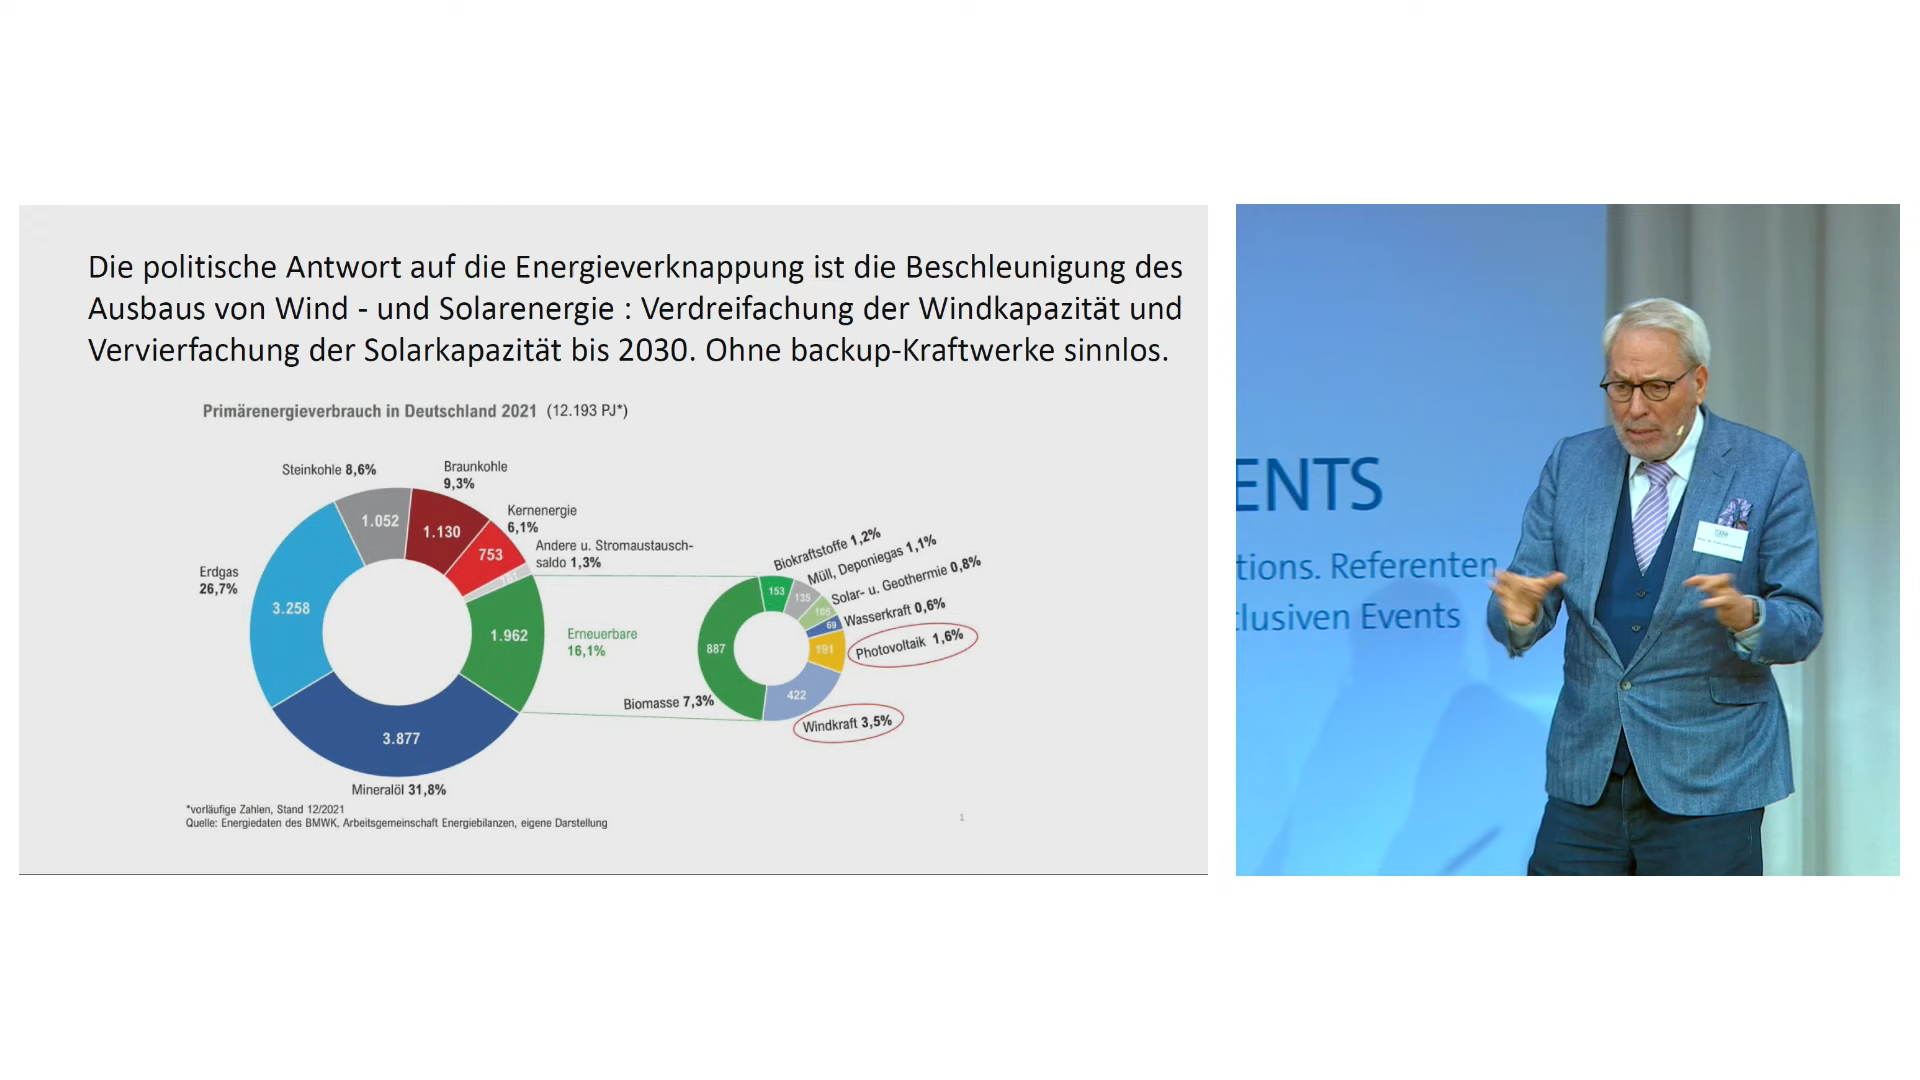 Die politische Antwort auf die Energieverknappung ist die Beschleunigung des
Ausbaus von Wind - und Solarenergie : Verdreifachung der Windkapazität und
Vervierfachung der Solarkapazität bis 2030. Ohne backup-Kraftwerke sinnlos.
Primärenergieverbrauch in Deutschland 2021 (12.193 PJ*)
Steinkohle 8,6%
Braunkohle
9,3%
Kernenergie
6,1%
Andere u. Stromaustausch-
saldo 1,3%
Erdgas
26,7%
1.052
1.130
753
3.258
1.962
3.877
Erneuerbare
16,1%
Mineralöl 31,8%
Biokraftstoffe 1,2%
Müll, Deponiegas 1,1%
Solar- u. Geothermie 0,8%
Wasserkraft 0,6%
Photovoltaik 1,6%
Windkraft 3,5%
Biomasse 7,3%
153
135
105
69
191
422
887
*vorläufige Zahlen, Stand 12/2021
Quelle: Energiedaten des BMWK, Arbeitsgemeinschaft Energiebilanzen, eigene Darstellung
1
ENTS
tions. Referenten
clusiven Events